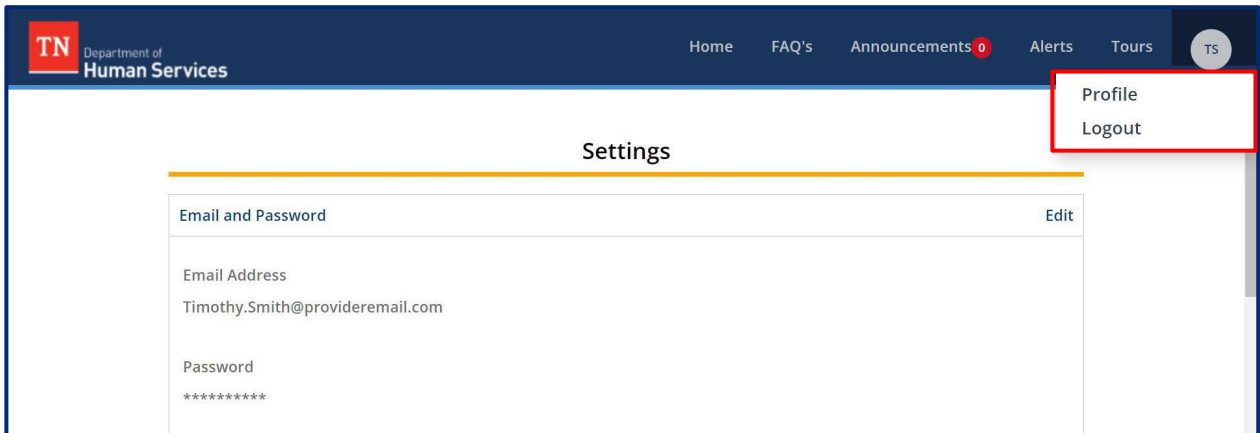 TN
Department of
Human Services
Home FAQ's Announcements 0 Alerts Tours TS
Profile
Logout
Settings
Email and Password Edit
Email Address
Timothy.Smith@provideremail.com
Password
**********